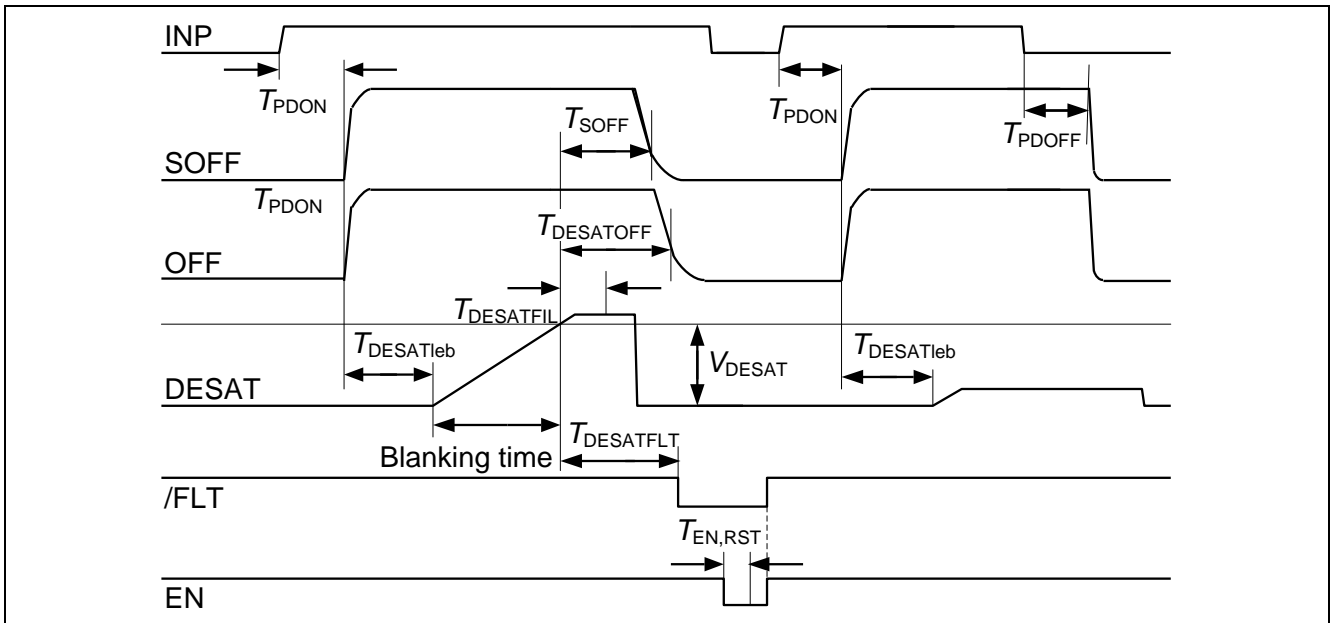 INP
TPDON
TSOFF
TPDON
TPDOFF
SOFF
TPDON
TDESATOFF
OFF
TDESATFIL
TDESATleb
VDESAT
TDESATleb
DESAT
TDESATFLT
Blanking time
/FLT
TEN,RST
EN